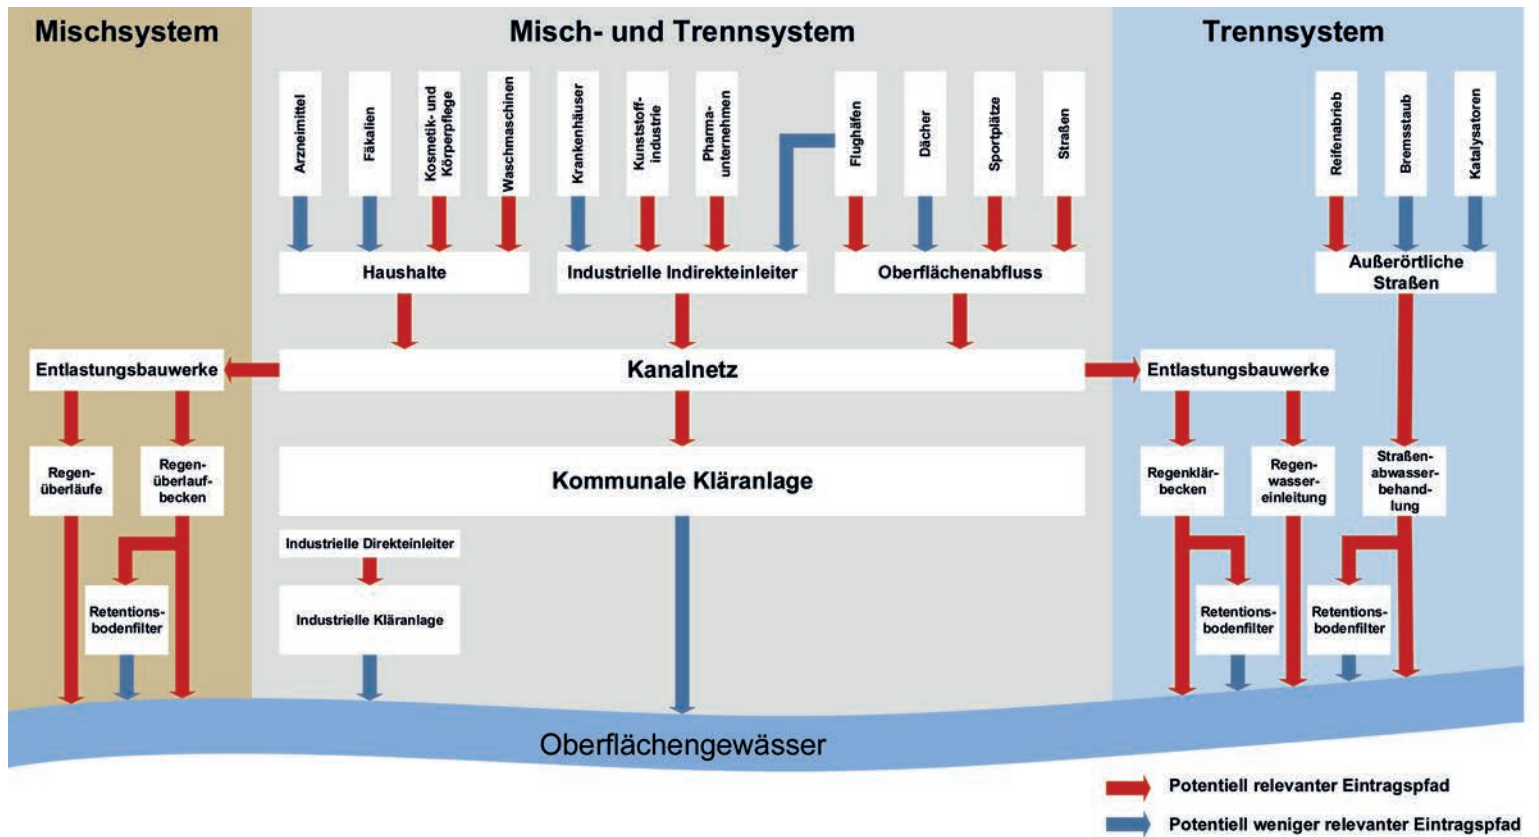 Mischsystem
Misch- und Trennsystem
Trennsystem
Arzneimittel
Fäkalien
Kosmetik- und
Körperpflege
Waschmaschinen
Krankenhäuser
Kunststoff-
industrie
Pharma-
unternehmen
Flughäfen
Dächer
Sportplätze
Straßen
Reifenabrieb
Bremsstaub
Katalysatoren
Haushalte
Industrielle Indirekteinleiter
Oberflächenabfluss
Außerörtliche
Straßen
Entlastungsbauwerke
Kanalnetz
Entlastungsbauwerke
Regen-
überläufe
Regen-
überlauf-
becken
Kommunale Kläranlage
Regenklär-
becken
Regen-
wasser-
einleitung
Straßen-
abwasser-
behand-
lung
Industrielle Direkteinleiter
Retentions-
bodenfilter
Industrielle Kläranlage
Retentions-
bodenfilter
Retentions-
bodenfilter
Oberflächengewässer
Potentiell relevanter Eintragspfad
Potentiell weniger relevanter Eintragspfad